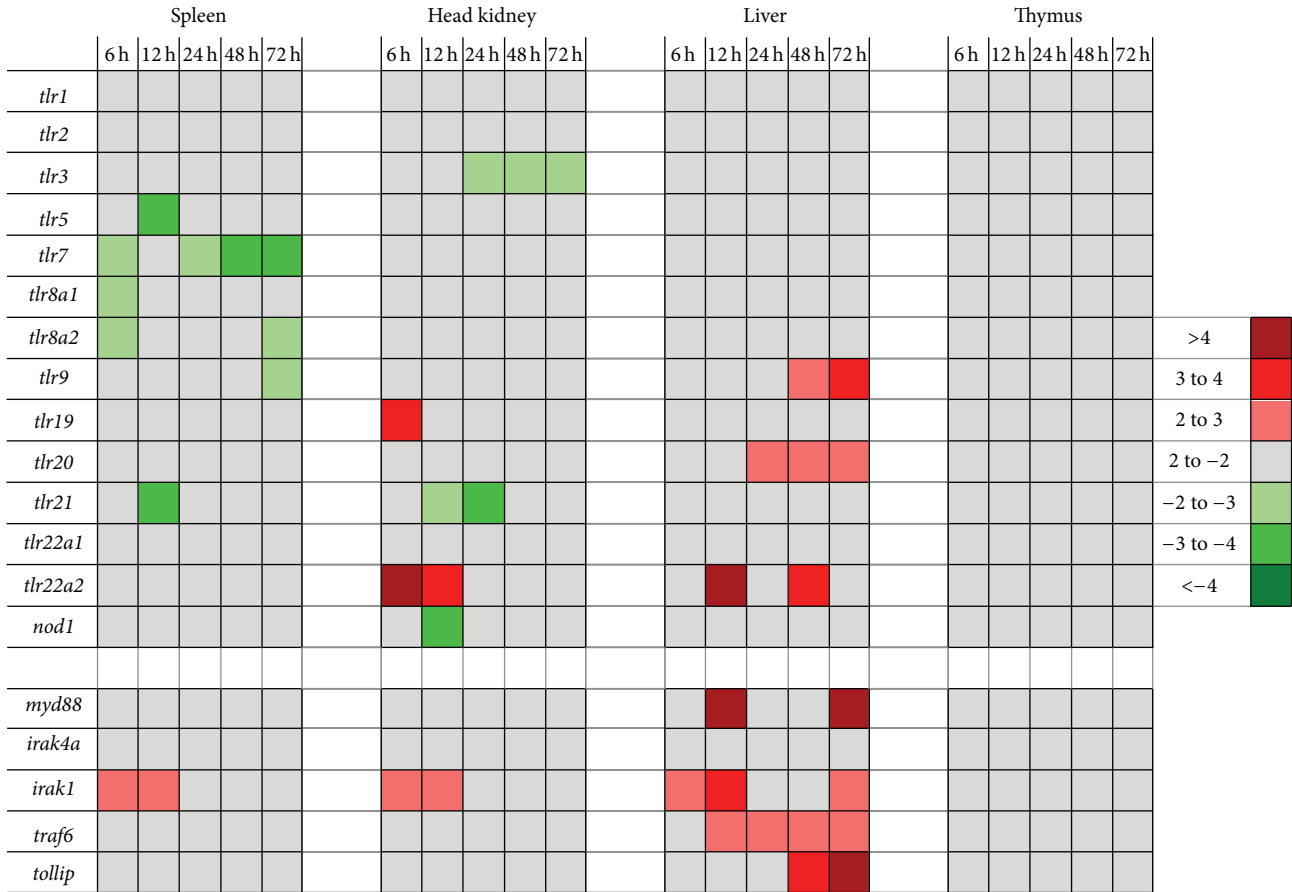 Spleen Head kidney Liver Thymus
6 h 12 h 24 h 48 h 72 h 6 h 12 h 24 h 48 h 72 h 6 h 12 h 24 h 48 h 72 h 6 h 12 h 24 h 48 h 72 h
tlr1
tlr2
tlr3
tlr5
tlr7
tlr8a1
tlr8a2 >4
tlr9 3 to 4
tlr19 2 to 3
tlr20 2 to −2
tlr21 −2 to −3
tlr22a1 −3 to −4
tlr22a2 <−4
nod1
myd88
irak4a
irak1
traf6
tollip